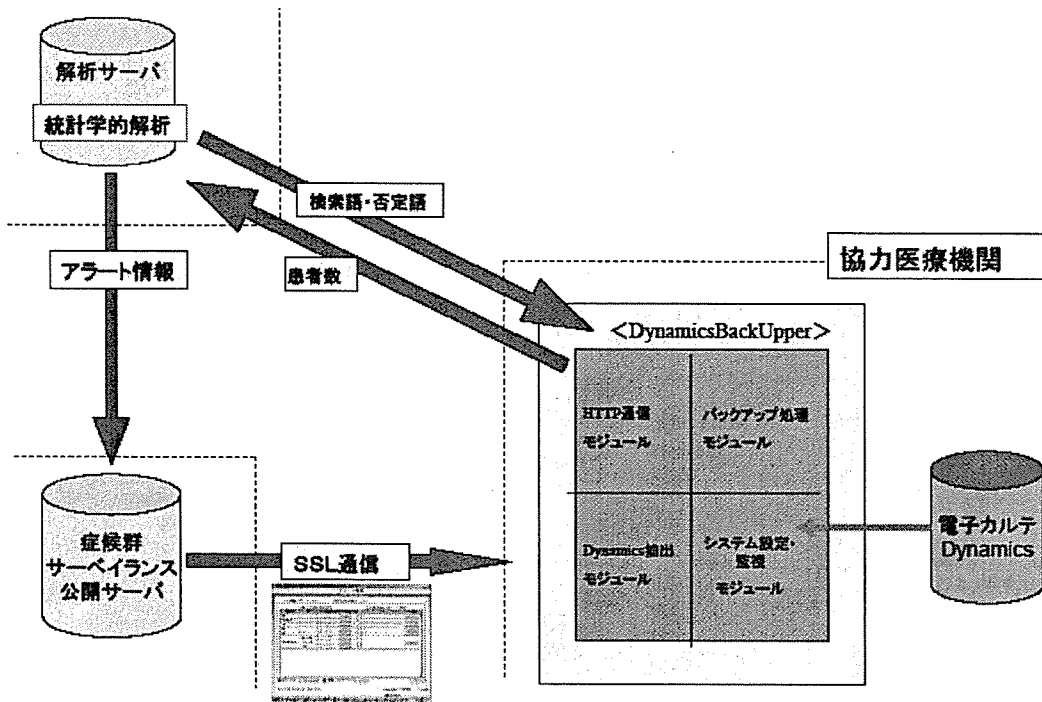 解析サーバ
統計学的解析
検索語・否定語
患者数
アラート情報
協力医療機関
<DynamicsBackUpper>
HTTP通信
モジュール
バックアップ処理
モジュール
Dynamics抽出
モジュール
システム設定・
監視
モジュール
電子カルテ
Dynamics
症候群
サーベイランス
公開サーバ
SSL通信